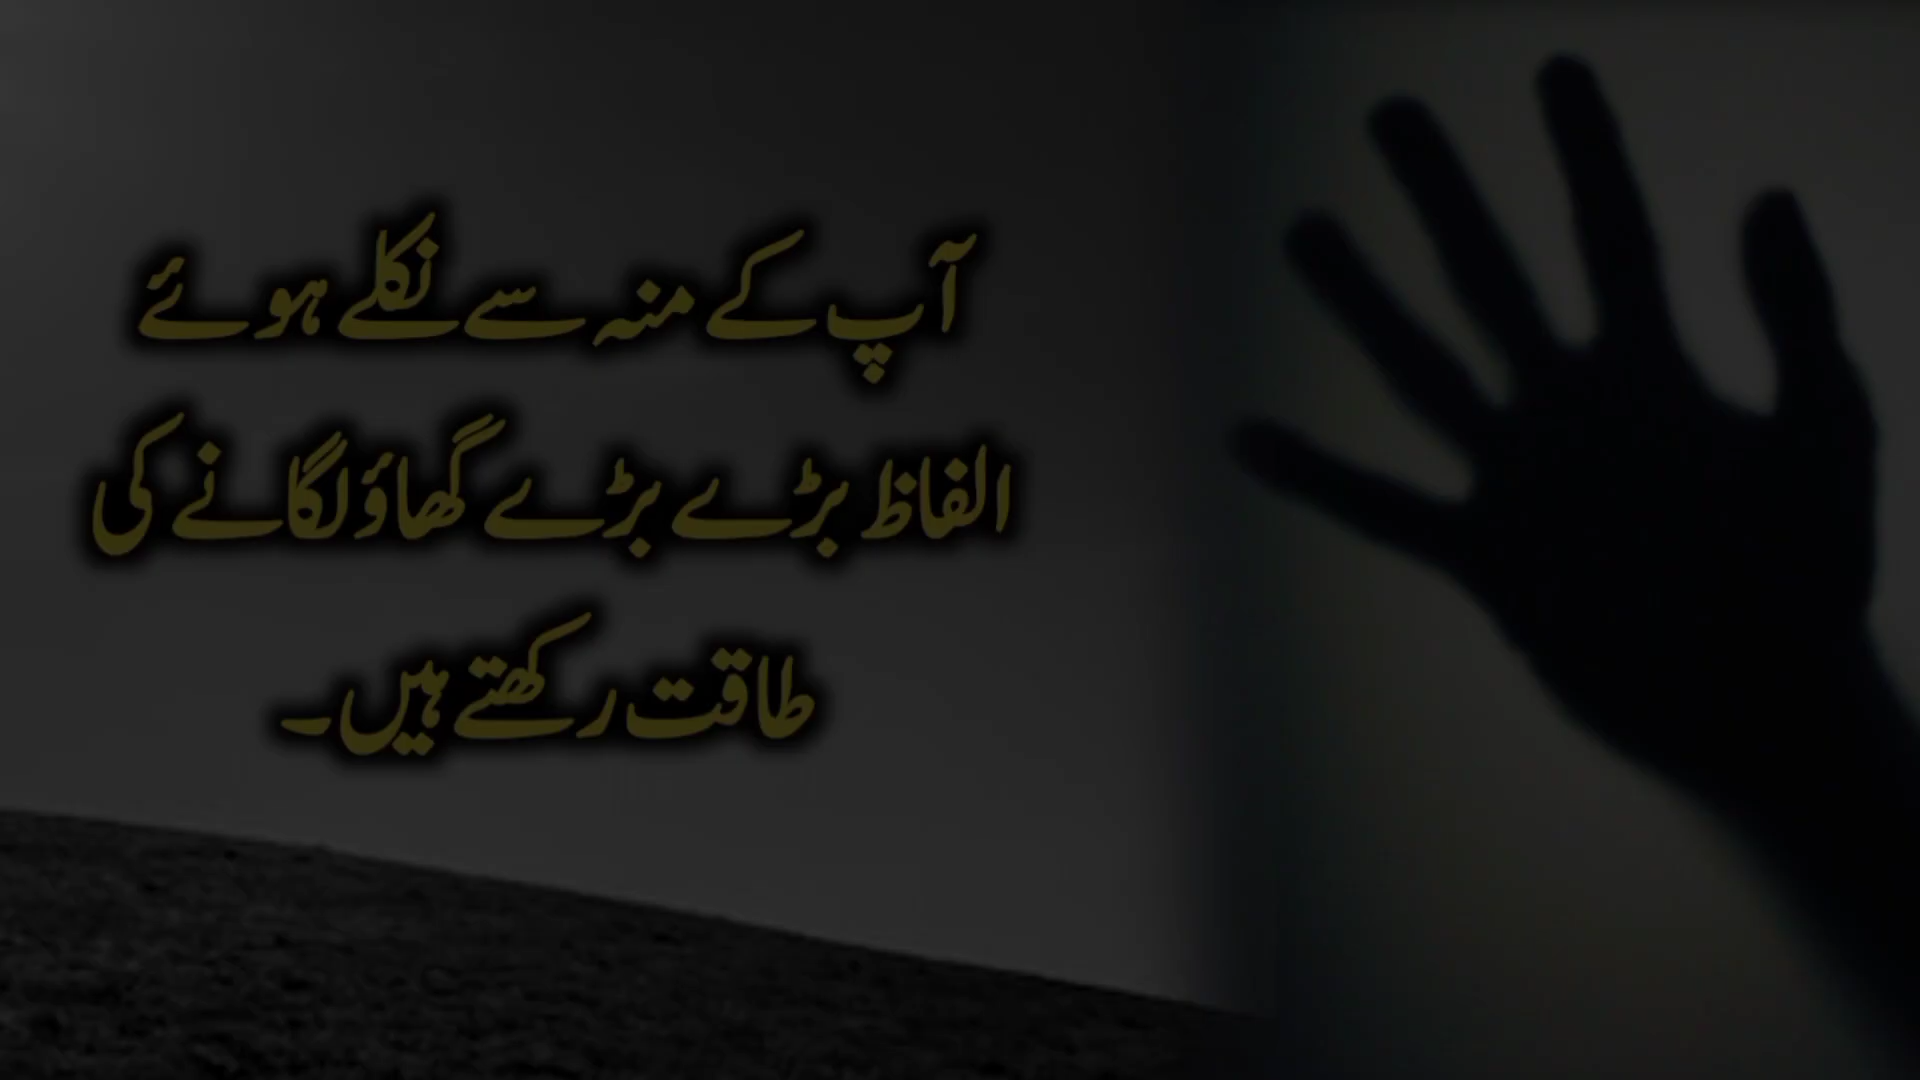 آپ کے منہ سے نکلے ہوئے
الفاظ بڑے بڑے گھاؤ لگانے کی
طاقت رکھتے ہیں۔